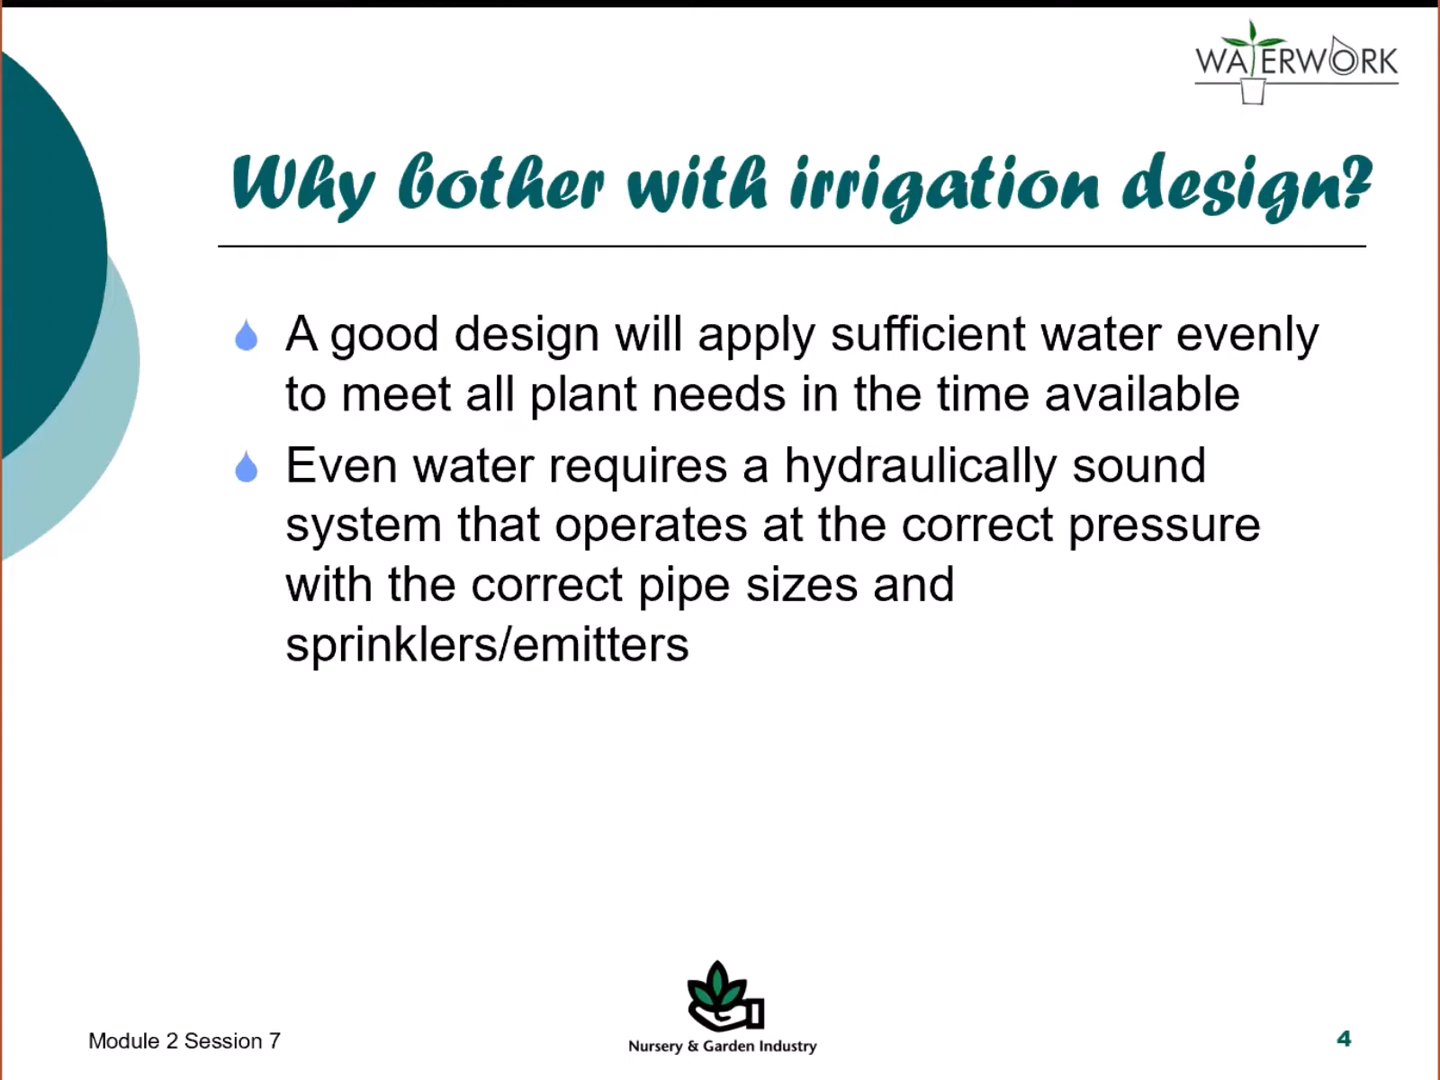 WATERWORK
Why bother with irrigation design?
A good design will apply sufficient water evenly
to meet all plant needs in the time available
Even water requires a hydraulically sound
system that operates at the correct pressure
with the correct pipe sizes and
sprinklers/emitters
Module 2 Session 7
Nursery & Garden Industry
4